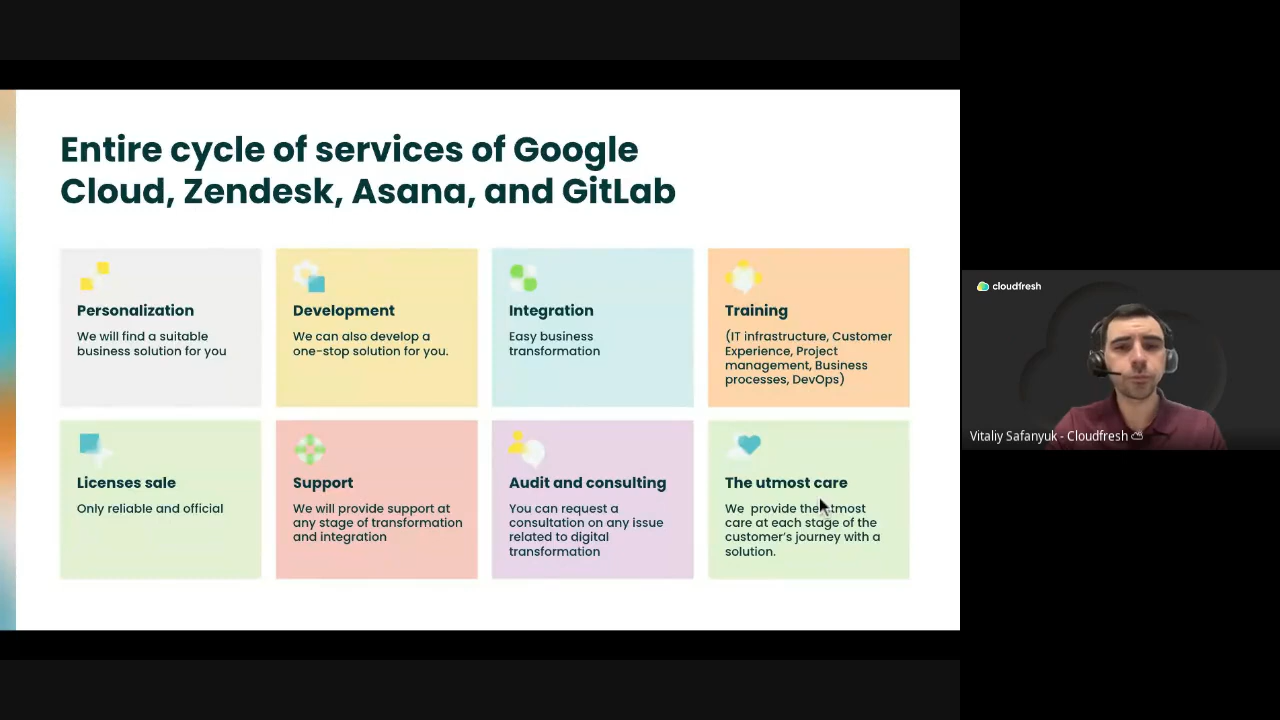 Entire cycle of services of Google
Cloud, Zendesk, Asana, and GitLab
Personalization
We will find a suitable
business solution for you
Development
We can also develop a
one-stop solution for you.
Integration
Easy business
transformation
Training
(IT infrastructure, Customer
Experience, Project
management, Business
processes, DevOps)
Licenses sale
Only reliable and official
Support
We will provide support at
any stage of transformation
and integration
Audit and consulting
You can request a
consultation on any issue
related to digital
transformation
The utmost care
We provide the utmost
care at each stage of the
customer's journey with a
solution.
cloudfresh
Vitaliy Safanyuk - Cloudfresh